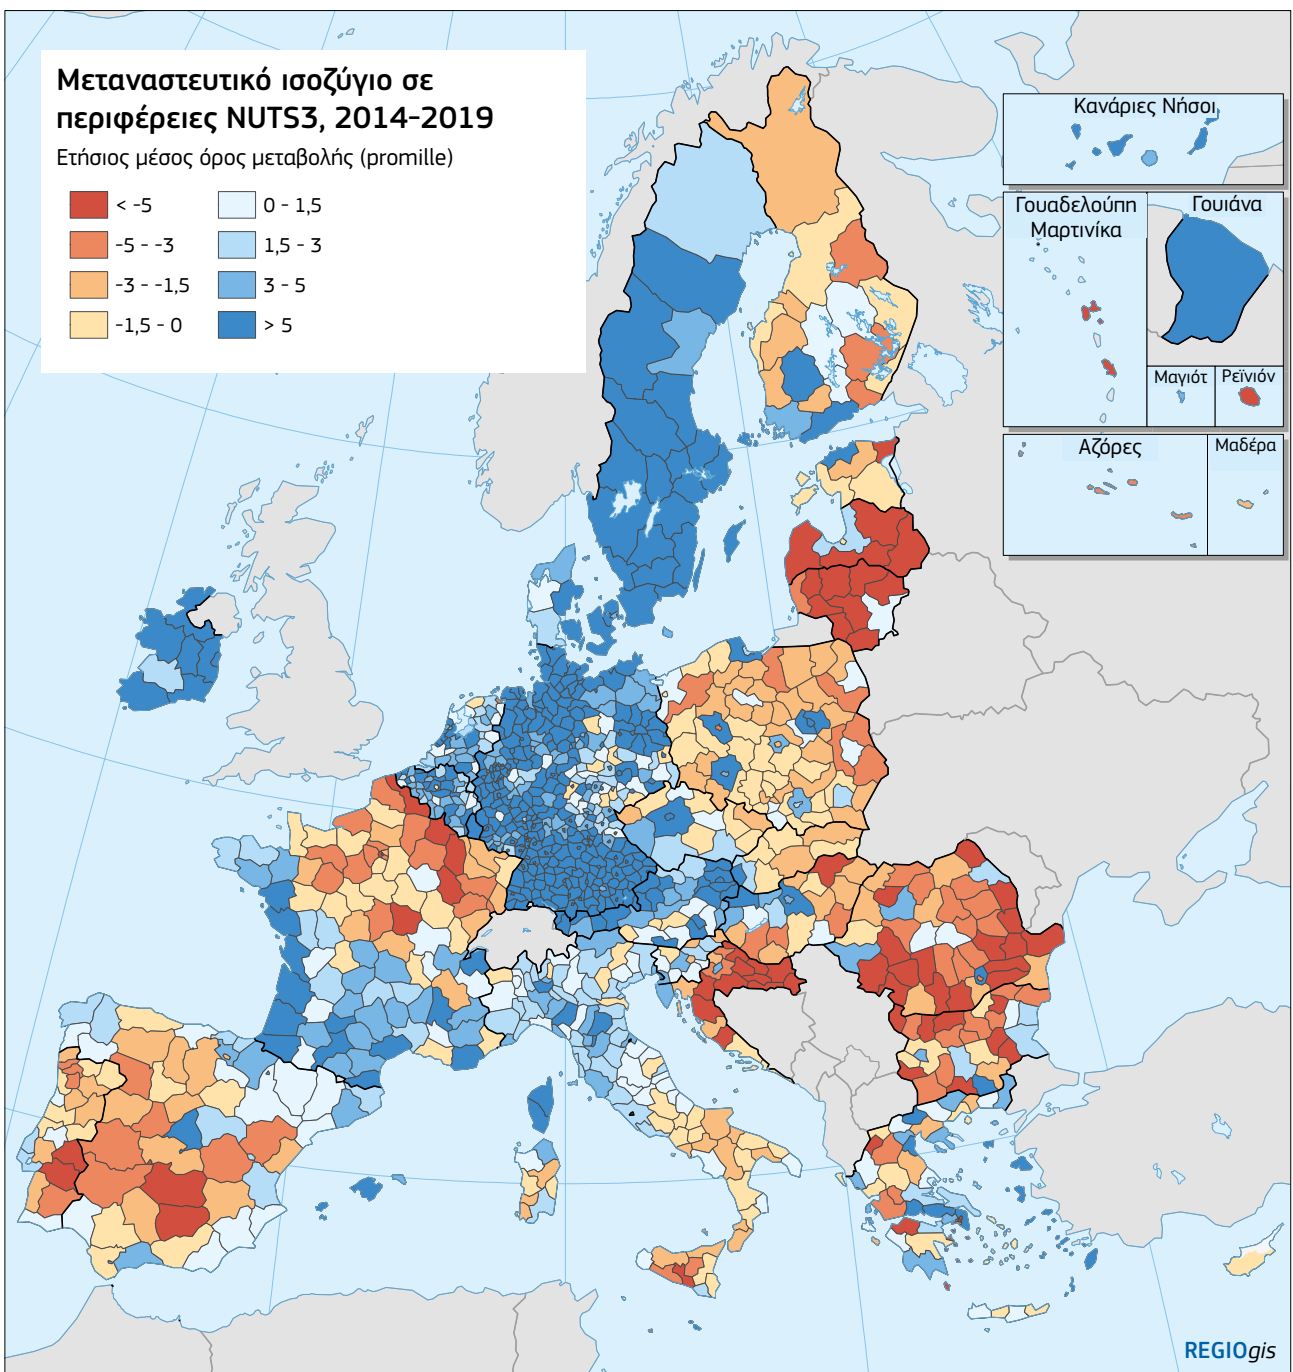 Μεταναστευτικό ισοζύγιο σε
περιφέρειες NUTS3, 2014-2019
Ετήσιος μέσος όρος μεταβολής (promille)
< -5
-5 - -3
-3 - -1,5
-1,5 - 0
0 - 1,5
1,5 - 3
3 - 5
> 5
Κανάριες Νήσοι
Γουαδελούπη
Μαρτινίκα
Γουιάνα
Μαγιότ
Ρεϊνιόν
Αζόρες
Μαδέρα
REGIOgis